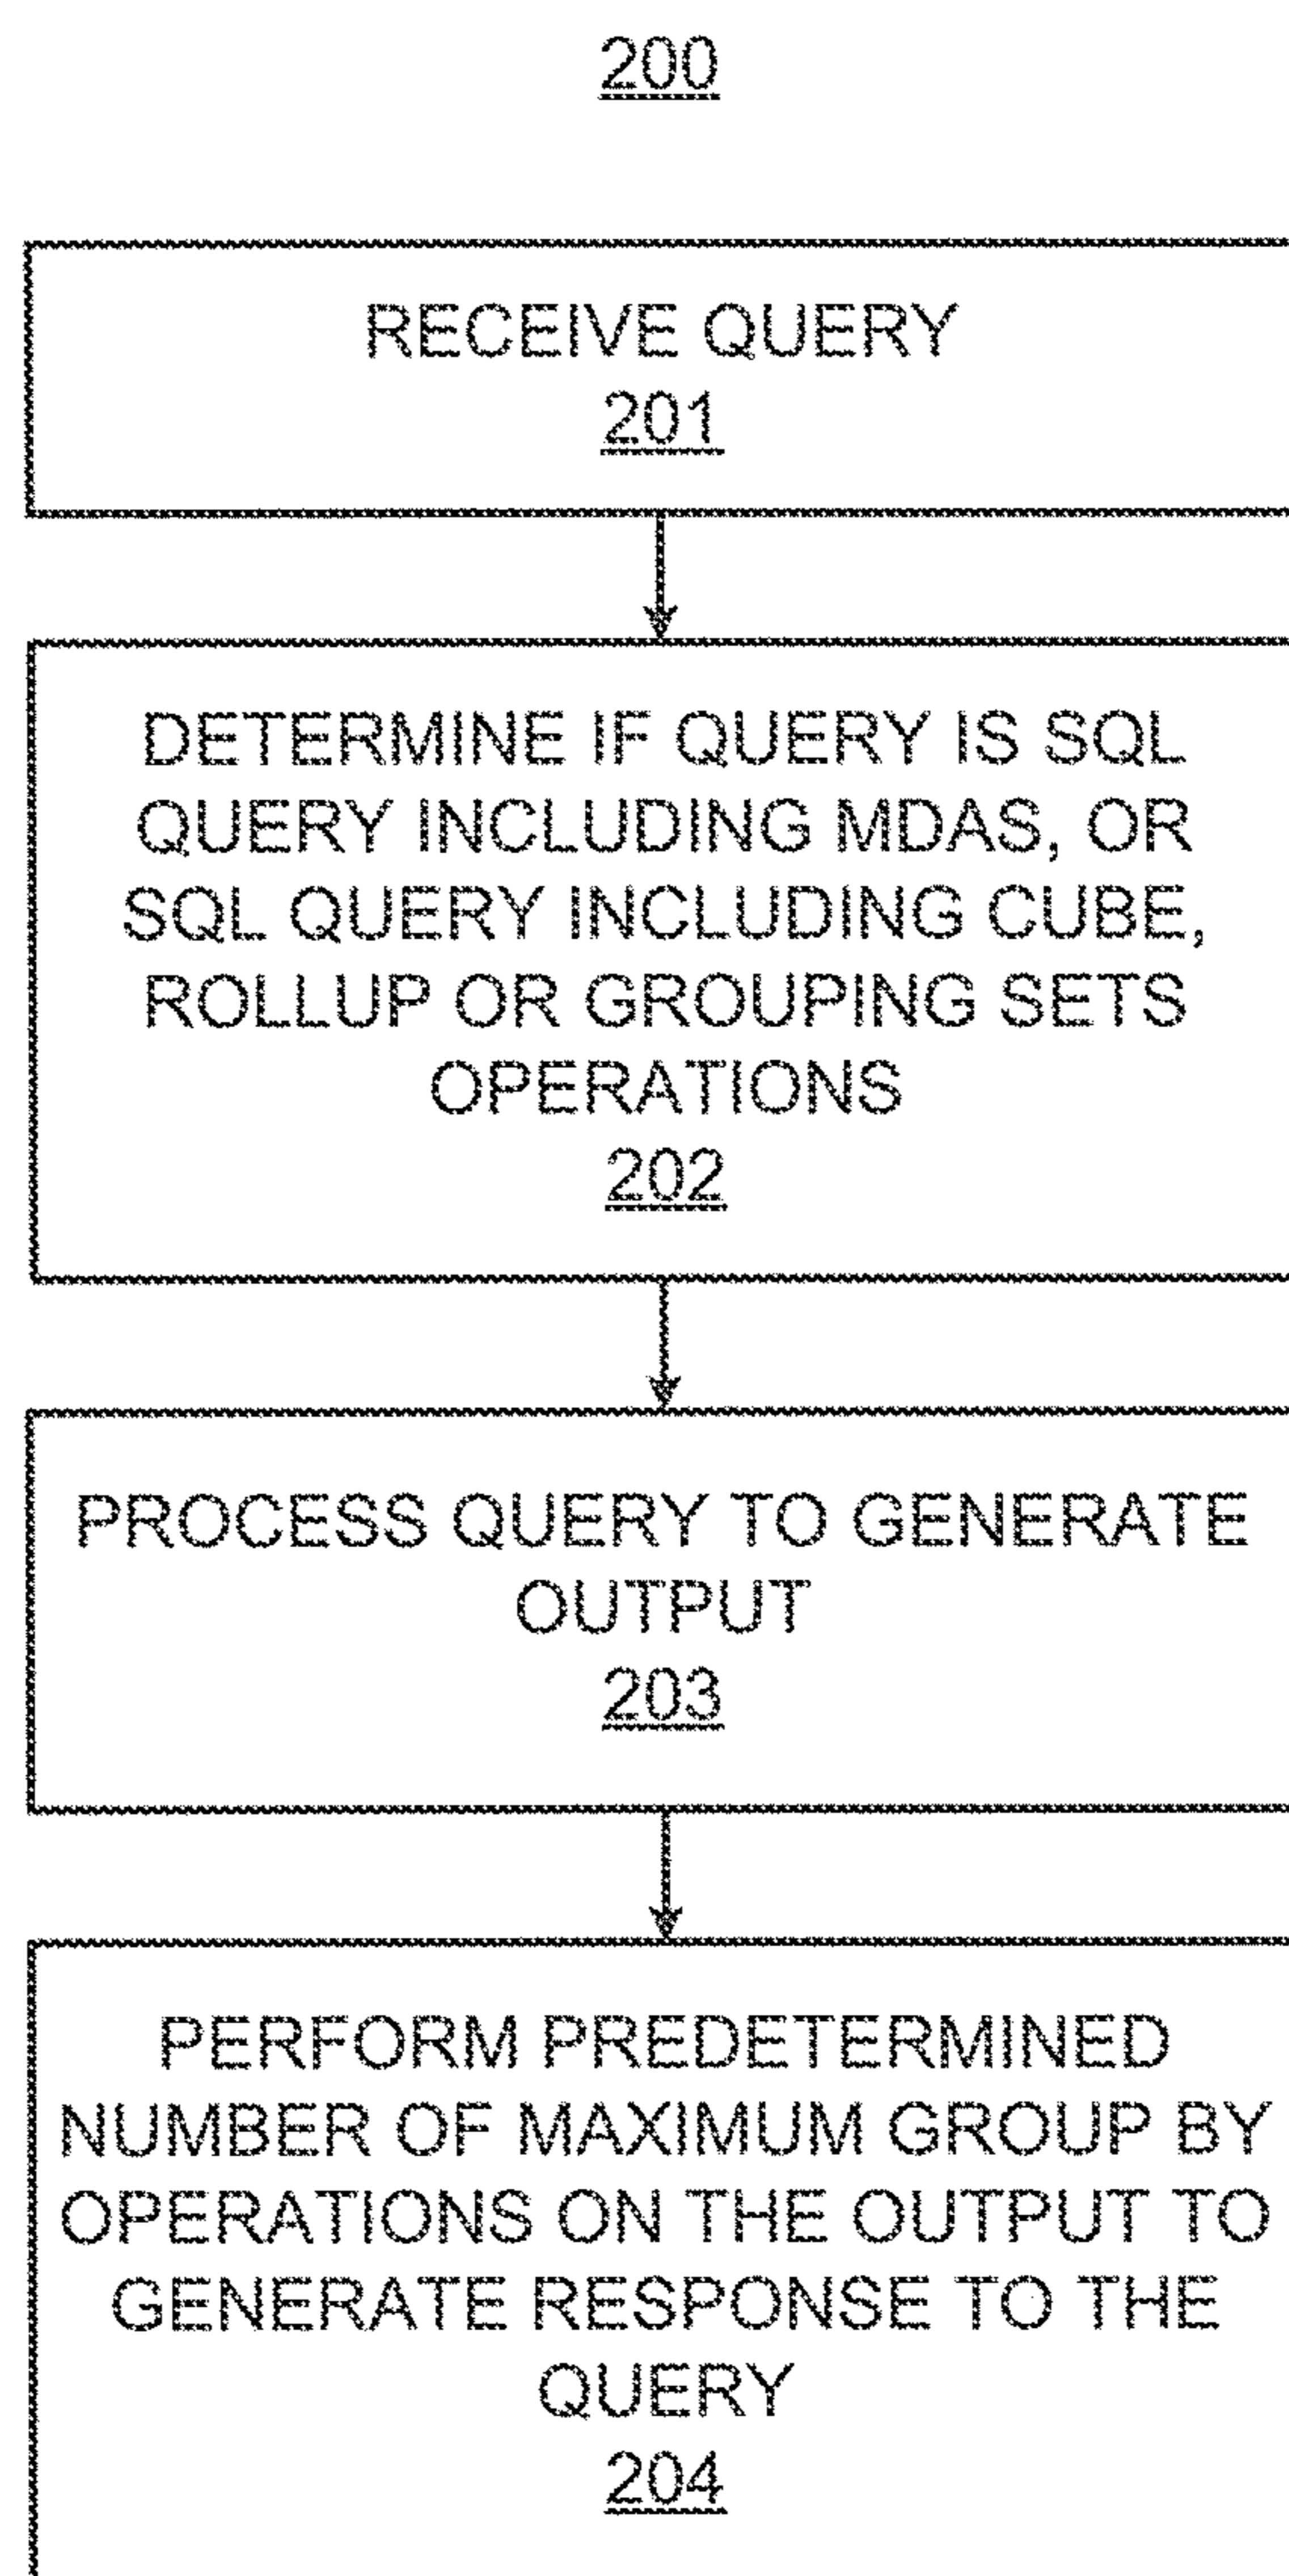 200
RECEIVE QUERY
201
DETERMINE IF QUERY IS SQL
QUERY INCLUDING MDAS, OR
SQL QUERY INCLUDING CUBE,
ROLLUP OR GROUPING SETS
OPERATIONS
202
PROCESS QUERY TO GENERATE
OUTPUT
203
PERFORM PREDETERMINED
NUMBER OF MAXIMUM GROUP BY
OPERATIONS ON THE OUTPUT TO
GENERATE RESPONSE TO THE
QUERY
204